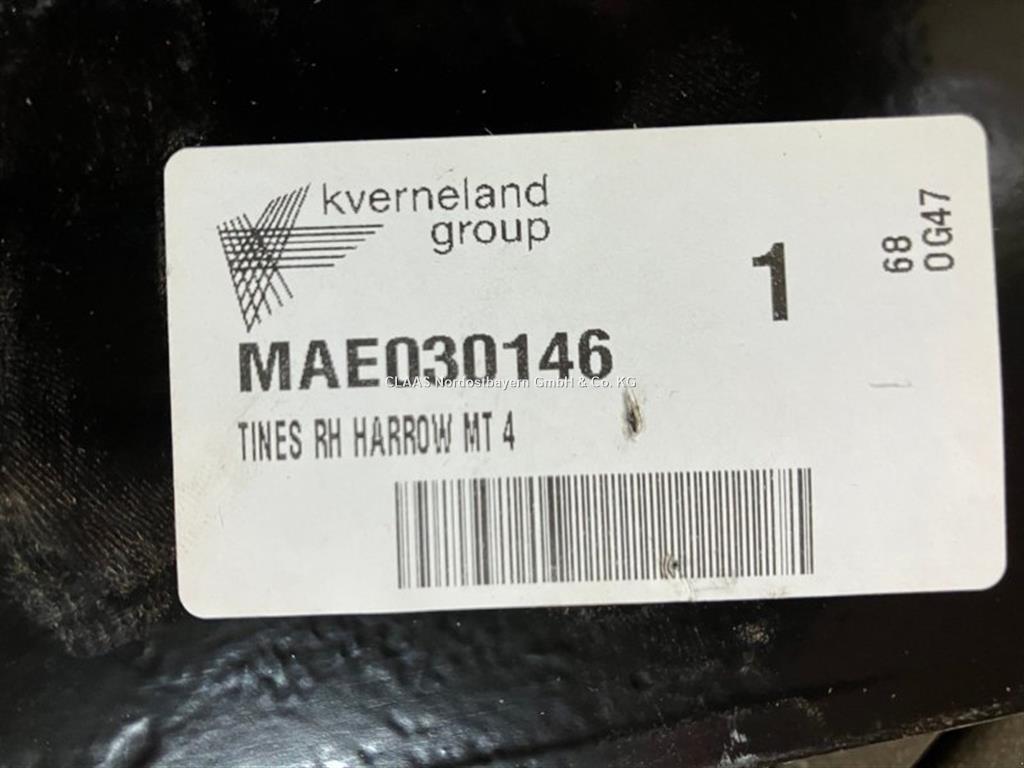 kverneland
group
1
68
0G47
MAE030146
CLAAS Nordostbayern GmbH & Co. KG
TINES RH HARROW MT 4